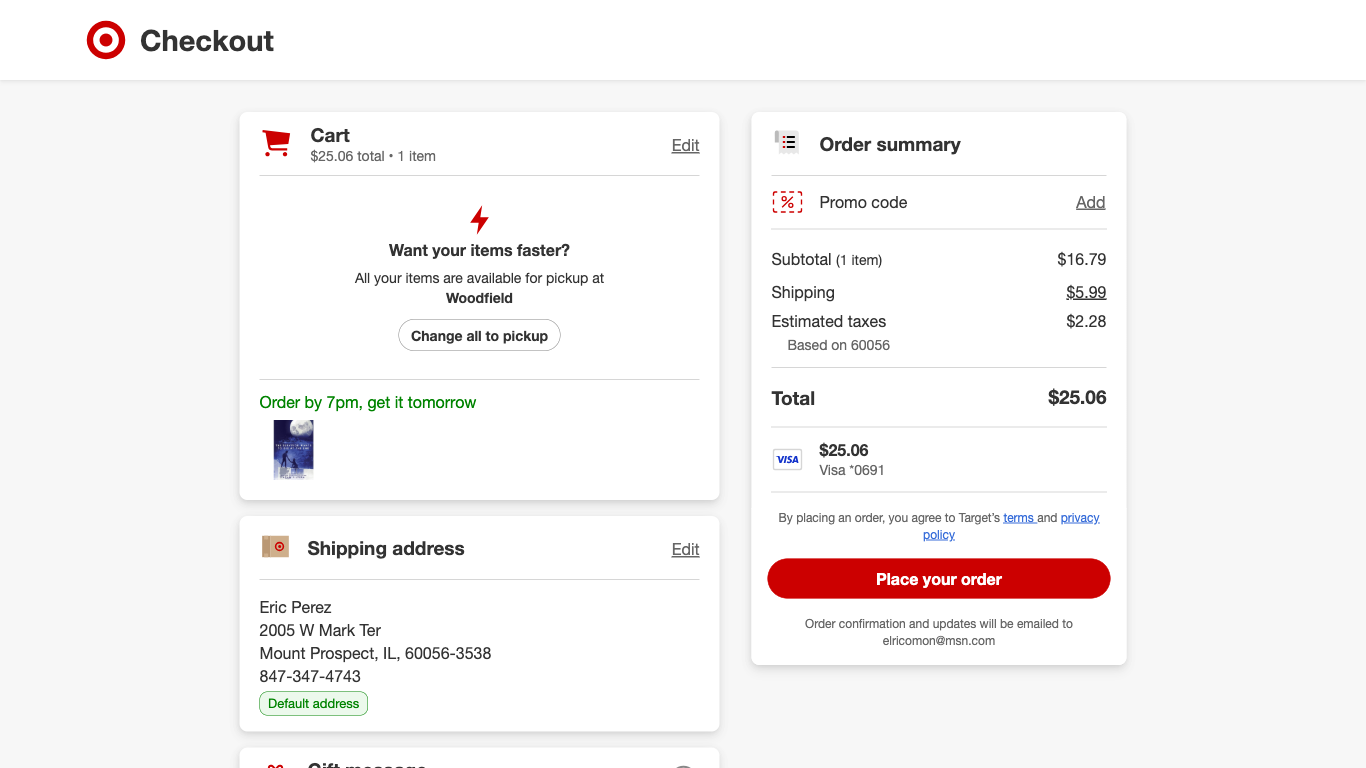 Checkout
Cart
$25.06 total • 1 item
Edit
Want your items faster?
All your items are available for pickup at
Woodfield
Change all to pickup
Order by 7pm, get it tomorrow
Shipping address
Edit
Eric Perez
2005 W Mark Ter
Mount Prospect, IL, 60056-3538
847-347-4743
Default address
Order summary
Promo code
Add
Subtotal (1 item)
$16.79
Shipping
$5.99
Estimated taxes
$2.28
Based on 60056
Total
$25.06
VISA
$25.06
Visa *0691
By placing an order, you agree to Target's terms and privacy
policy
Place your order
Order confirmation and updates will be emailed to
elricomon@msn.com